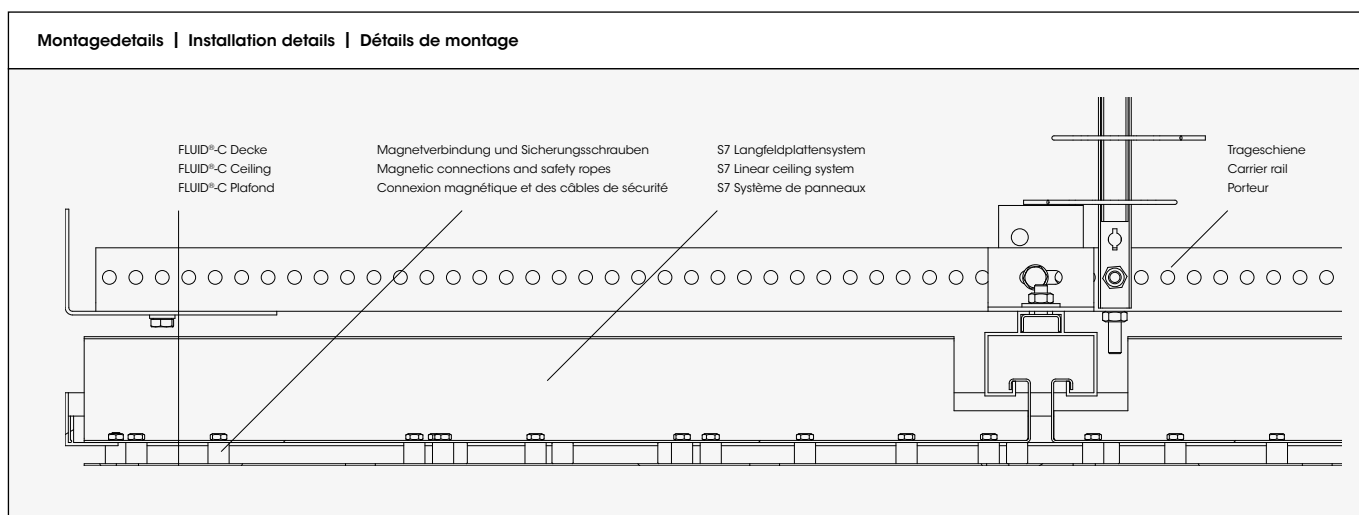 Montagedetails | Installation details | Détails de montage
FLUID®-C Decke
FLUID®-C Ceiling
FLUID®-C Plafond
Magnetverbindung und Sicherungsschrauben
Magnetic connections and safety ropes
Connexion magnétique et des câbles de sécurité
S7 Langfeldplattensystem
S7 Linear ceiling system
S7 Système de panneaux
Trageschiene
Carrier rail
Porteur